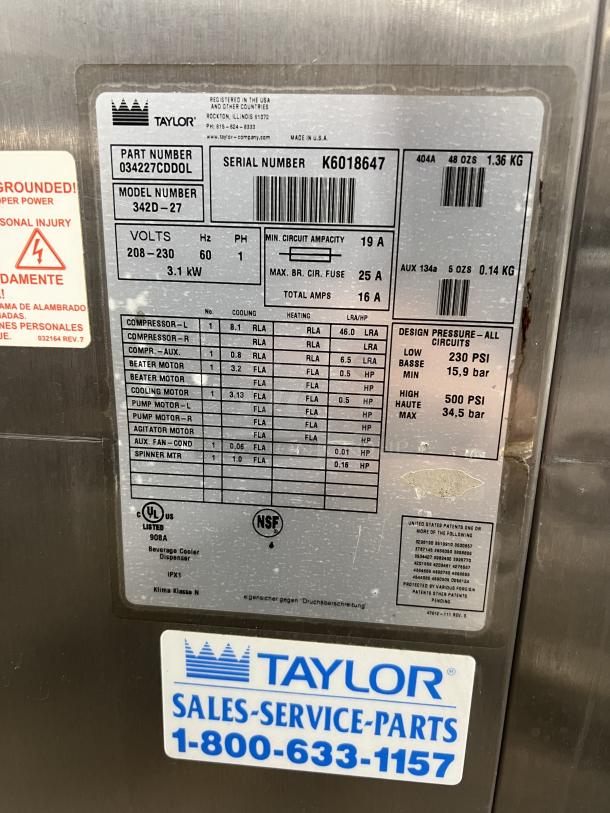 TAYLOR®
REGISTERED IN THE USA
AND OTHER COUNTRIES
ROCKTON, ILLINOIS 61072
PH: 815-624-8333
www.taylor-company.com MADE IN U.S.A.
PART NUMBER
034227CDD0L
MODEL NUMBER
342D-27
SERIAL NUMBER K6018647
404A 48 OZS 1.36 KG
AUX 134a 5 OZS 0.14 KG
VOLTS Hz PH
208-230 60 1
3.1 kW
MIN. CIRCUIT AMPACITY 19 A
MAX. BR. CIR. FUSE 25 A
TOTAL AMPS 16 A
No. COOLING HEATING LRA/HP
COMPRESSOR-L 1 8.1 RLA RLA 46.0 LRA
COMPRESSOR-R RLA RLA LRA
COMPR.-AUX. 1 0.8 RLA RLA 6.5 LRA
BEATER MOTOR 1 3.2 FLA FLA 0.5 HP
BEATER MOTOR FLA FLA HP
COOLING MOTOR 1 3.13 FLA FLA 0.5 HP
PUMP MOTOR-L FLA FLA HP
PUMP MOTOR-R FLA FLA HP
AGITATOR MOTOR FLA FLA HP
AUX. FAN-COND 1 0.06 FLA 0.01 HP
SPINNER MTR 1 1.0 FLA 0.16 HP
DESIGN PRESSURE-ALL
CIRCUITS
LOW
BASSE
MIN
230 PSI
15,9 bar
HIGH
HAUTE
MAX
500 PSI
34,5 bar
C UL US
LISTED
908A
Beverage Cooler
Dispenser
IPX1
Klima Klasse N
NSF®
eigensicher gegen "Druchsberschreitung"
UNITED STATES PATENTS ONE OR
MORE OF THE FOLLOWING
PROTECTED BY VARIOUS FOREIGN
PATENTS OTHER PATENTS
PENDING
GROUNDED!
OPER POWER
SONAL INJURY
DAMENTE
A!
AMA DE ALAMBRADO
GADAS.
NES PERSONALES
UE.
032164 REV.7
TAYLOR®
SALES-SERVICE-PARTS
1-800-633-1157